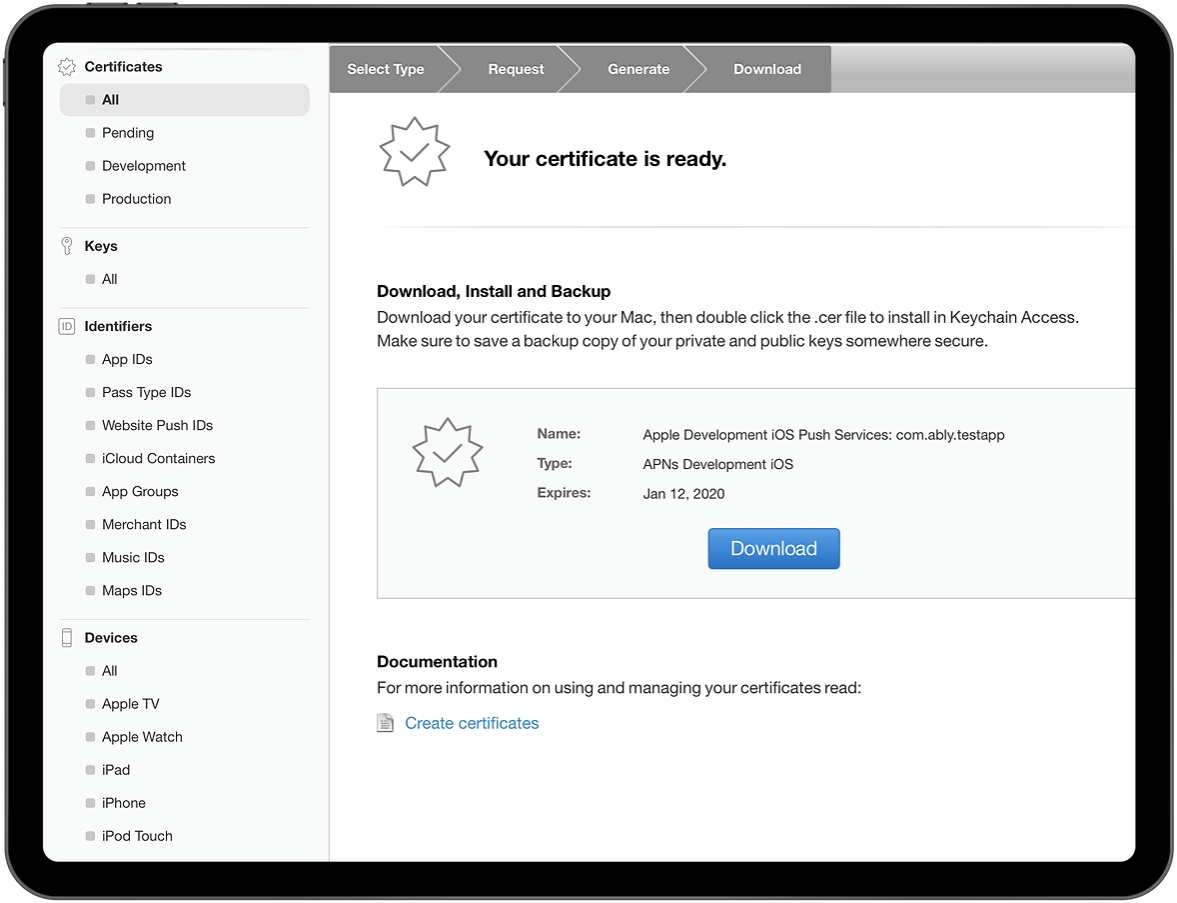 Certificates
All
Pending
Development
Production
Keys
All
ID
Identifiers
App IDs
Pass Type IDs
Website Push IDs
iCloud Containers
App Groups
Merchant IDs
Music IDs
Maps IDs
Devices
All
Apple TV
Apple Watch
iPad
iPhone
iPod Touch
Select Type
Request
Generate
Download
Your certificate is ready.
Download, Install and Backup
Download your certificate to your Mac, then double click the .cer file to install in Keychain Access.
Make sure to save a backup copy of your private and public keys somewhere secure.
Name: Apple Development iOS Push Services: com.ably.testapp
Type: APNs Development iOS
Expires: Jan 12, 2020
Download
Documentation
For more information on using and managing your certificates read:
Create certificates